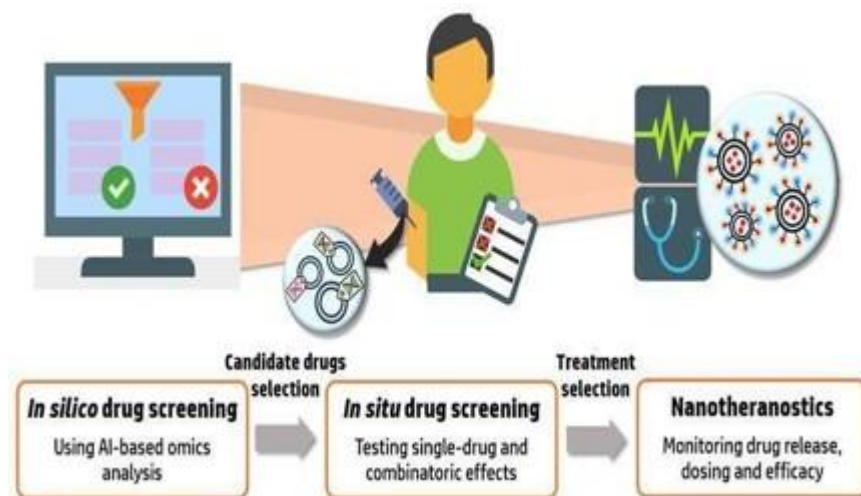 Candidate drugs
selection
Treatment
selection
In silico drug screening
Using AI-based omics
analysis
In situ drug screening
Testing single-drug and
combinatoric effects
Nanotheranostics
Monitoring drug release,
dosing and efficacy